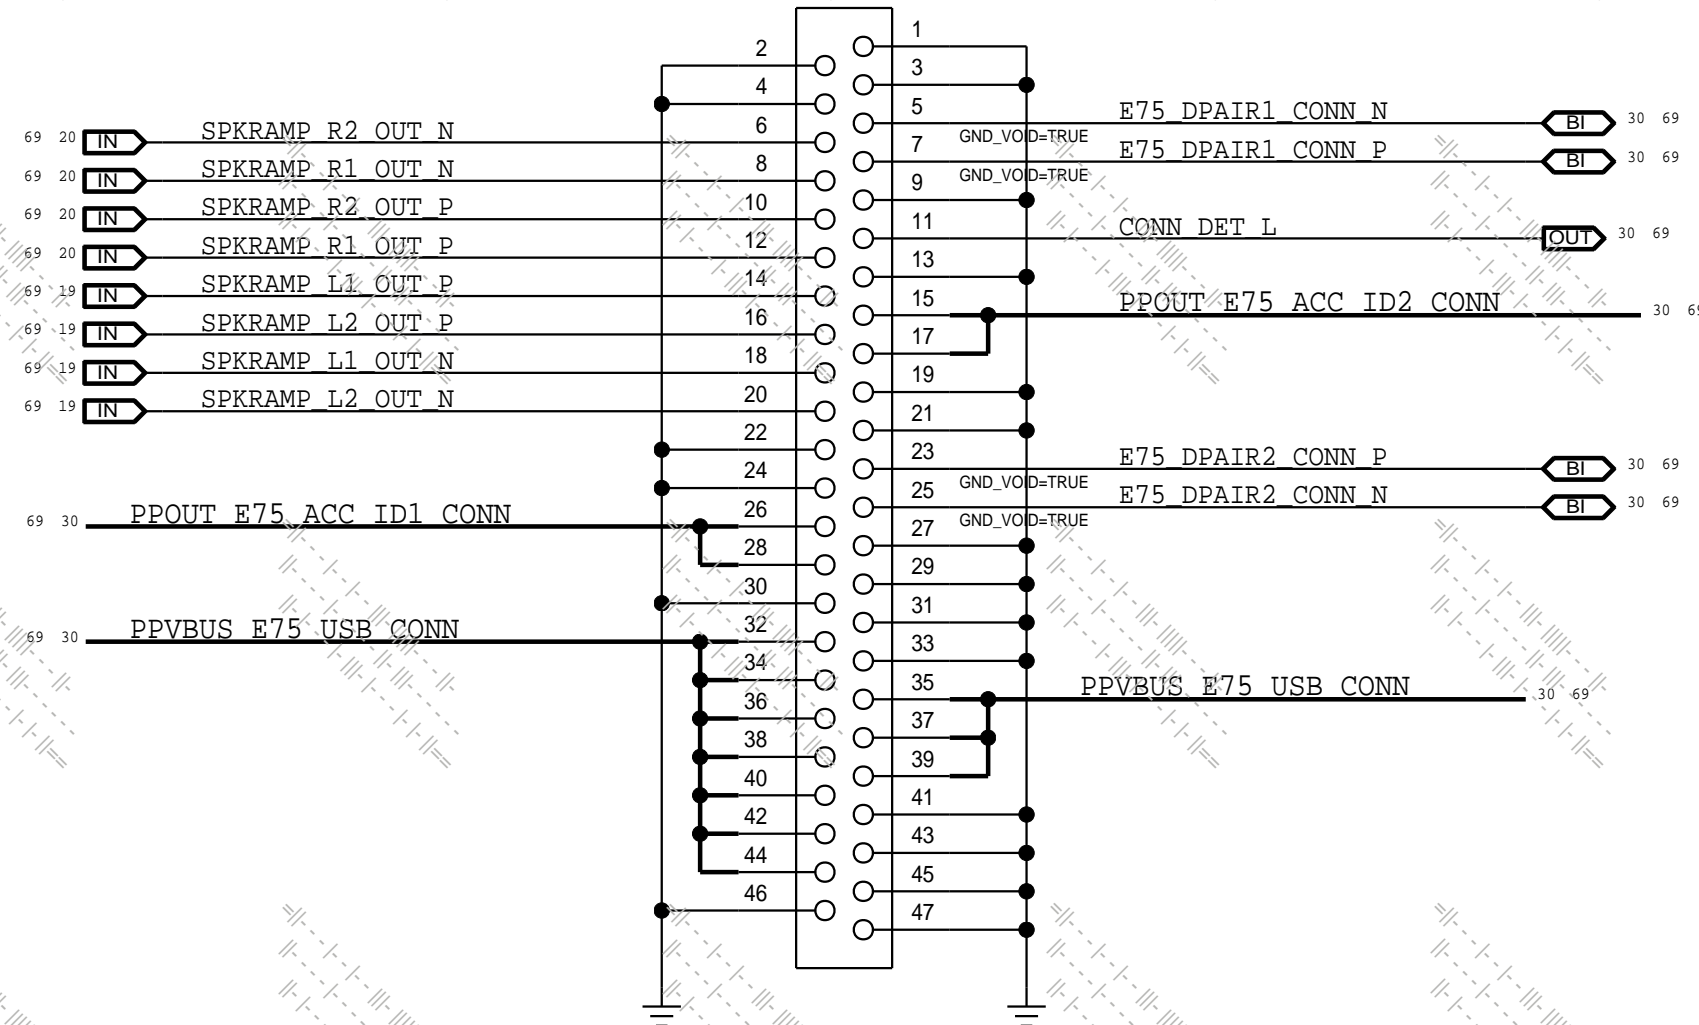 1
2
3
4
5 E75_DPAIR1_CONN_N BI 30 69
69 20 IN SPKRAMP_R2_OUT_N 6
GND_VOID=TRUE
7 E75_DPAIR1_CONN_P BI 30 69
69 20 IN SPKRAMP_R1_OUT_N 8
GND_VOID=TRUE
9
69 20 IN SPKRAMP_R2_OUT_P 10
11 CONN_DET_L OUT 30 69
69 20 IN SPKRAMP_R1_OUT_P 12
13
69 19 IN SPKRAMP_L1_OUT_P 14
15 PPOUT_E75_ACC_ID2_CONN 30 69
69 19 IN SPKRAMP_L2_OUT_P 16
17
69 19 IN SPKRAMP_L1_OUT_N 18
19
69 19 IN SPKRAMP_L2_OUT_N 20
21
22
23 E75_DPAIR2_CONN_P BI 30 69
24
GND_VOID=TRUE
25 E75_DPAIR2_CONN_N BI 30 69
69 30 PPOUT_E75_ACC_ID1_CONN 26
GND_VOID=TRUE
27
28
29
30
31
69 30 PPVBUS_E75_USB_CONN 32
33
34
35 PPVBUS_E75_USB_CONN 30 69
36
37
38
39
40
41
42
43
44
45
46
47